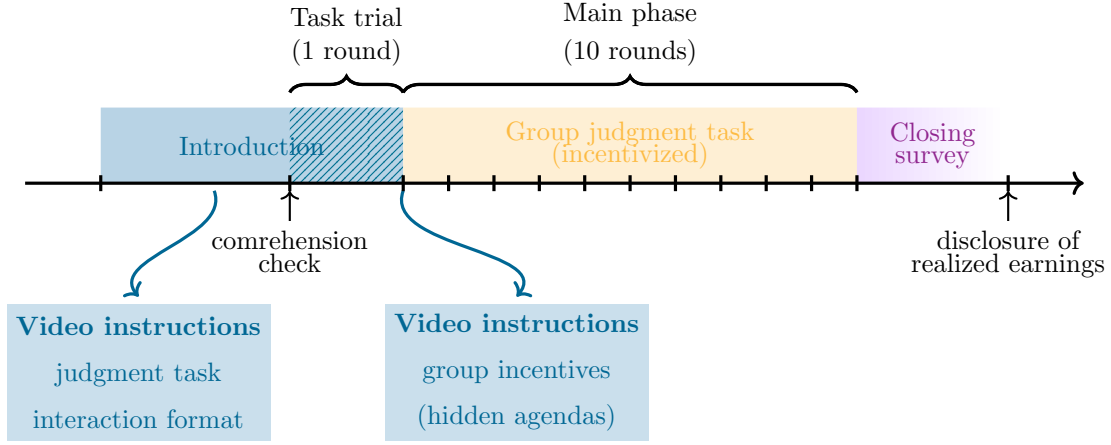 Task trial
(1 round)
Main phase
(10 rounds)
Introduction
Group judgment task
(incentivized)
Closing
survey
comrehension
check
disclosure of
realized earnings
Video instructions
judgment task
interaction format
Video instructions
group incentives
(hidden agendas)